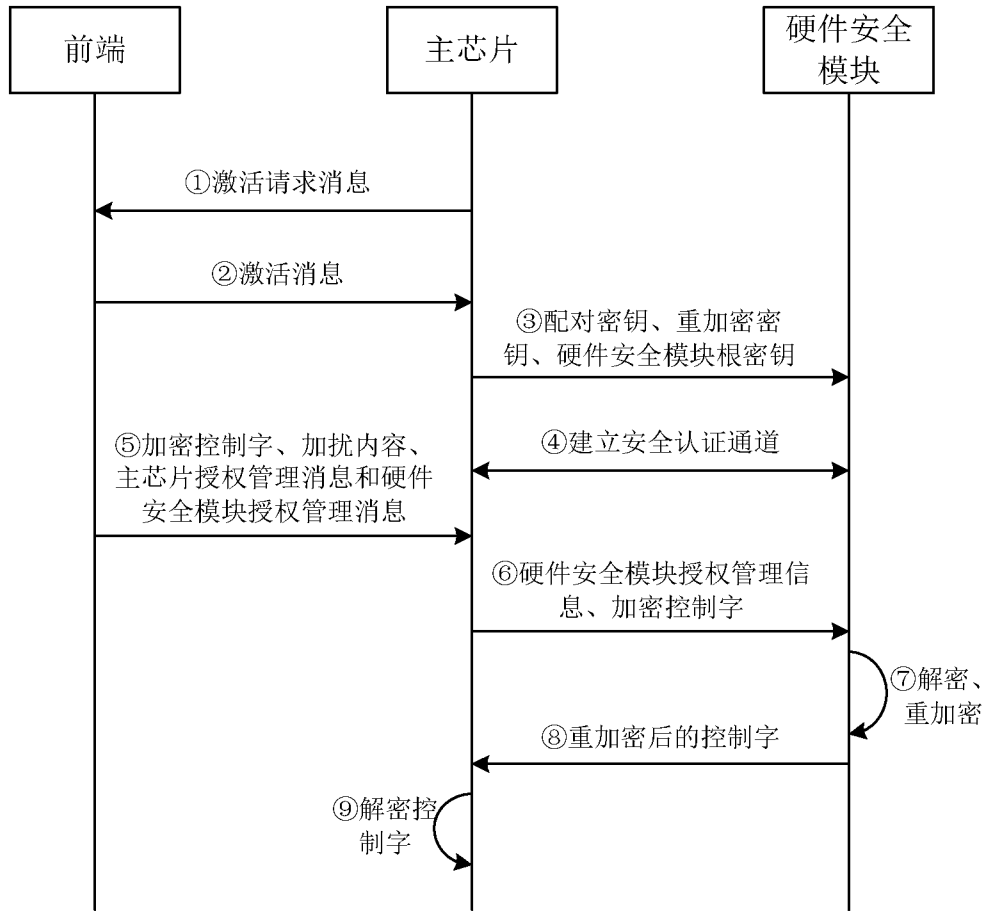 前端
主芯片
硬件安全
模块
①激活请求消息
②激活消息
③配对密钥、重加密密
钥、硬件安全模块根密钥
④建立安全认证通道
⑤加密控制字、加扰内容、
主芯片授权管理消息和硬件
安全模块授权管理消息
⑥硬件安全模块授权管理信
息、加密控制字
⑦解密、
重加密
⑧重加密后的控制字
⑨解密控
制字